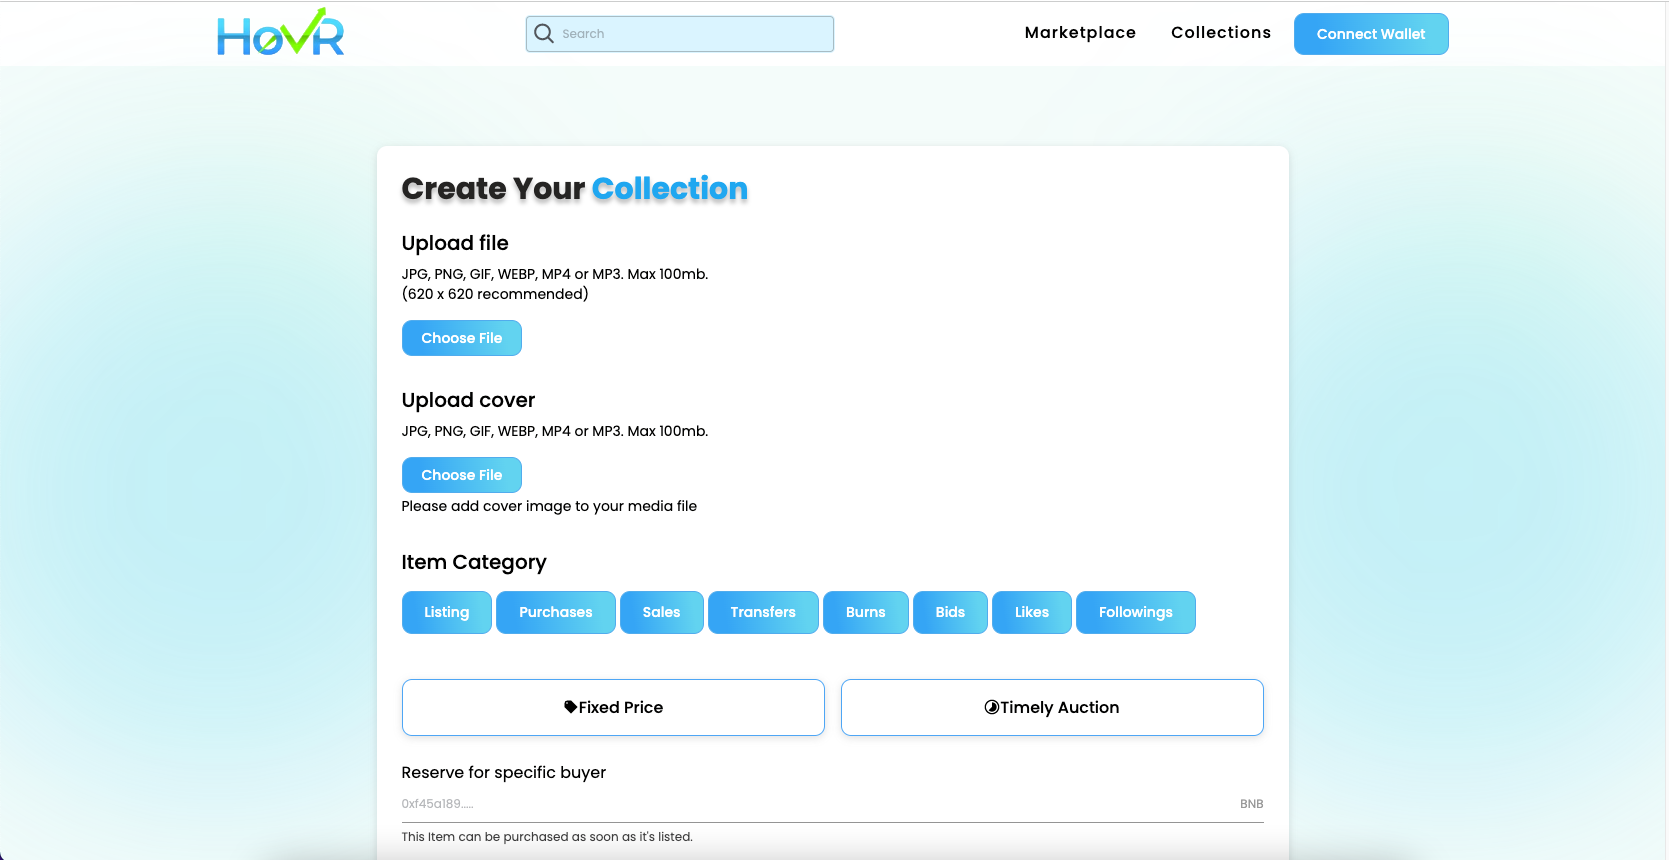 HovR
Search
Marketplace
Collections
Connect Wallet
Create Your Collection
Upload file
JPG, PNG, GIF, WEBP, MP4 or MP3. Max 100mb.
(620 x 620 recommended)
Choose File
Upload cover
JPG, PNG, GIF, WEBP, MP4 or MP3. Max 100mb.
Choose File
Please add cover image to your media file
Item Category
Listing Purchases Sales Transfers Burns Bids Likes Followings
Fixed Price
Timely Auction
Reserve for specific buyer
0xf45a189.....
BNB
This Item can be purchased as soon as it's listed.